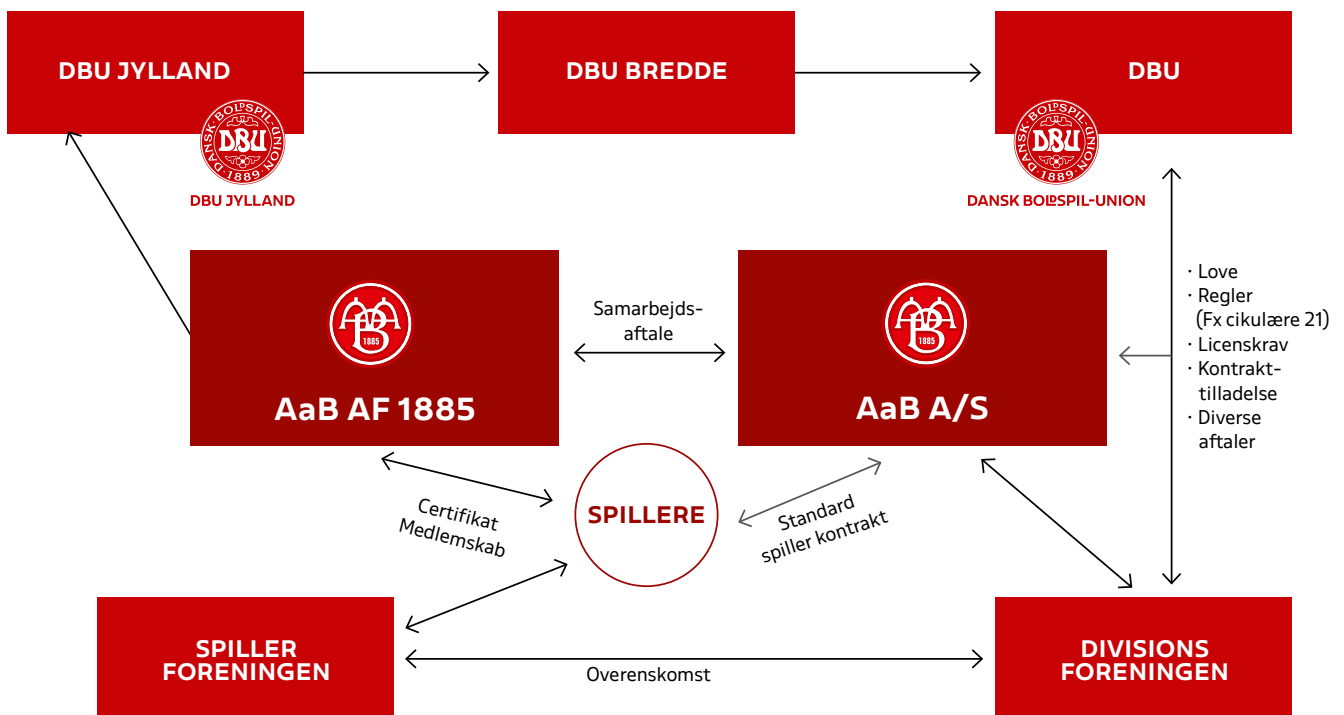 DBU JYLLAND
DBU BREDDE
DBU
DANSK·BOLDSPIL-UNION
DBU
·1889·
DBU JYLLAND
DANSK·BOLDSPIL-UNION
DBU
·1889·
DANSK BOLDSPIL-UNION
AaB
1885
AaB AF 1885
Samarbejds-
aftale
AaB
1885
AaB A/S
· Love
· Regler
(Fx cikulære 21)
· Licenskrav
· Kontrakt-
tilladelse
· Diverse
aftaler
Certifikat
Medlemskab
SPILLERE
Standard
spiller kontrakt
SPILLER
FORENINGEN
Overenskomst
DIVISIONS
FORENINGEN